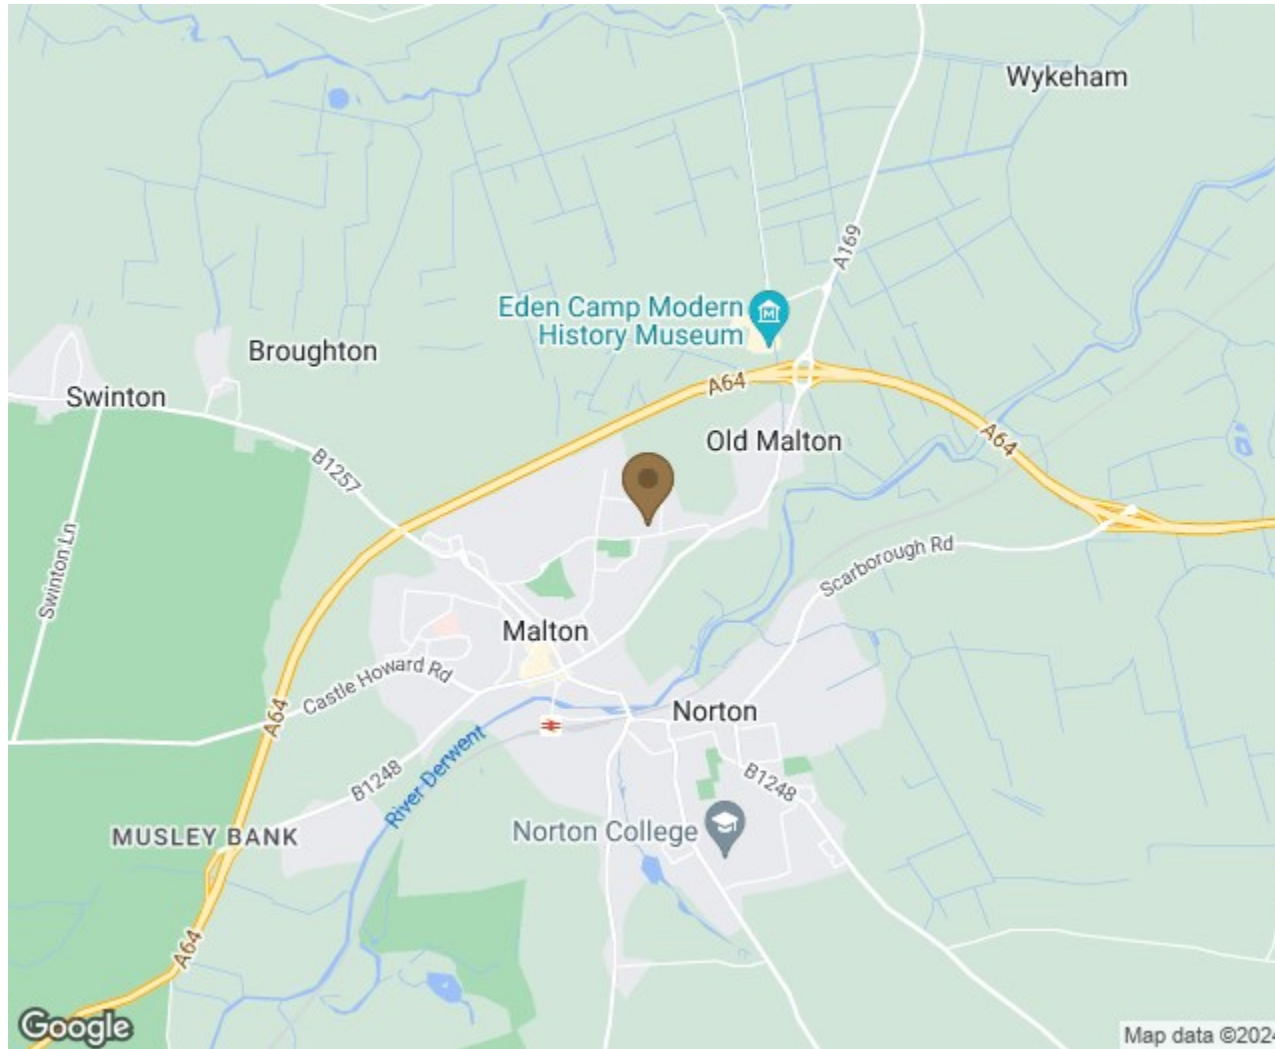 Wykeham
A169
Eden Camp Modern
History Museum
M
Broughton
Swinton
A64
A64
Old Malton
B1257
Swinton Ln
Scarborough Rd
Malton
Castle Howard Rd
A64
Norton
River Derwent
B1248
B1248
MUSLEY BANK
Norton College
A64
Google
Map data ©2024